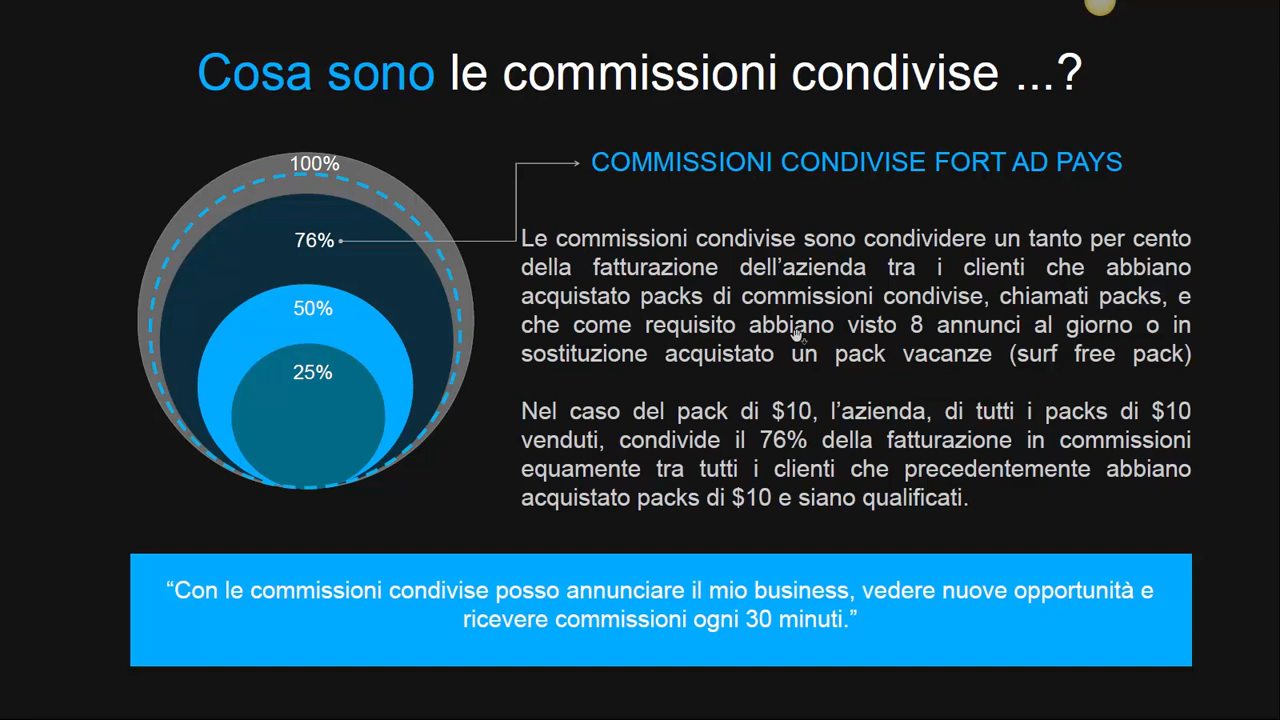 Cosa sono le commissioni condivise ...?
100%
76%
50%
25%
COMMISSIONI CONDIVISE FORT AD PAYS
Le commissioni condivise sono condividere un tanto per cento
della fatturazione dell’azienda tra i clienti che abbiano
acquistato packs di commissioni condivise, chiamati packs, e
che come requisito abbiano visto 8 annunci al giorno o in
sostituzione acquistato un pack vacanze (surf free pack)
Nel caso del pack di $10, l’azienda, di tutti i packs di $10
venduti, condivide il 76% della fatturazione in commissioni
equamente tra tutti i clienti che precedentemente abbiano
acquistato packs di $10 e siano qualificati.
“Con le commissioni condivise posso annunciare il mio business, vedere nuove opportunità e
ricevere commissioni ogni 30 minuti.”